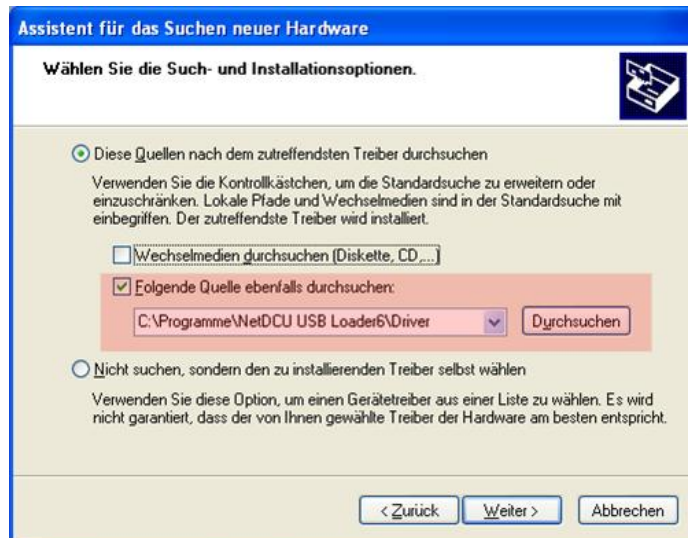 Assistent für das Suchen neuer Hardware
Wählen Sie die Such- und Installationsoptionen.
Diese Quellen nach dem zutreffendsten Treiber durchsuchen
Verwenden Sie die Kontrollkästchen, um die Standardsuche zu erweitern oder
einzuschränken. Lokale Pfade und Wechselmedien sind in der Standardsuche mit
einbegriffen. Der zutreffendste Treiber wird installiert.
Wechselmedien durchsuchen (Diskette, CD,...)
Folgende Quelle ebenfalls durchsuchen:
C:\Programme\NetDCU USB Loader6\Driver
Durchsuchen
Nicht suchen, sondern den zu installierenden Treiber selbst wählen
Verwenden Sie diese Option, um einen Gerätetreiber aus einer Liste zu wählen. Es wird
nicht garantiert, dass der von Ihnen gewählte Treiber der Hardware am besten entspricht.
< Zurück Weiter > Abbrechen